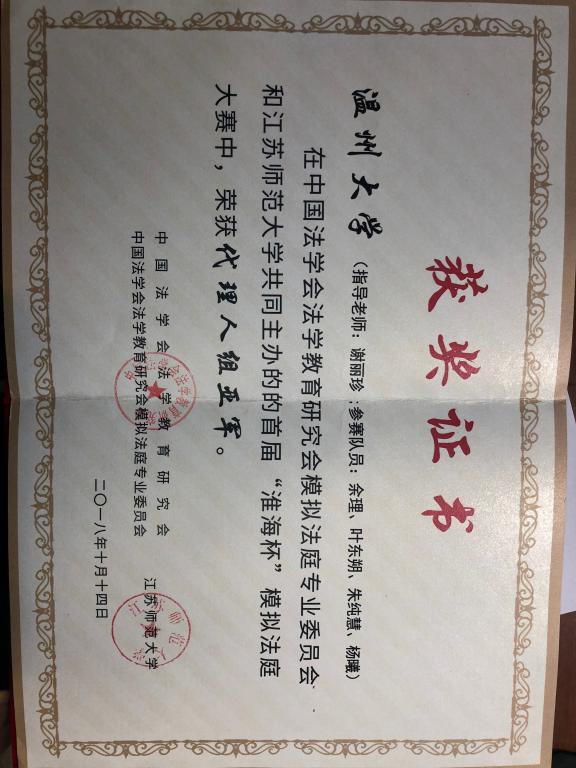 获奖证书
温州大学（指导老师：谢丽珍；参赛队员：余理、叶东朔、朱纯慧、杨曦）
在中国法学会法学教育研究会模拟法庭专业委员会
和江苏师范大学共同主办的的首届“淮海杯”模拟法庭
大赛中，荣获代理人组亚军。
中国法学会法学教育研究会
中国法学会法学教育研究会模拟法庭专业委员会
江苏师范大学
二〇一八年十月十四日